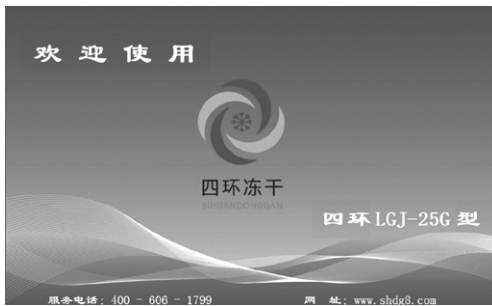 欢迎使用
四环冻干
SIHUANDONGGAN
四环 LGJ-25G 型
服务电话：400 - 606 - 1799
网 址：www.shdg8.com